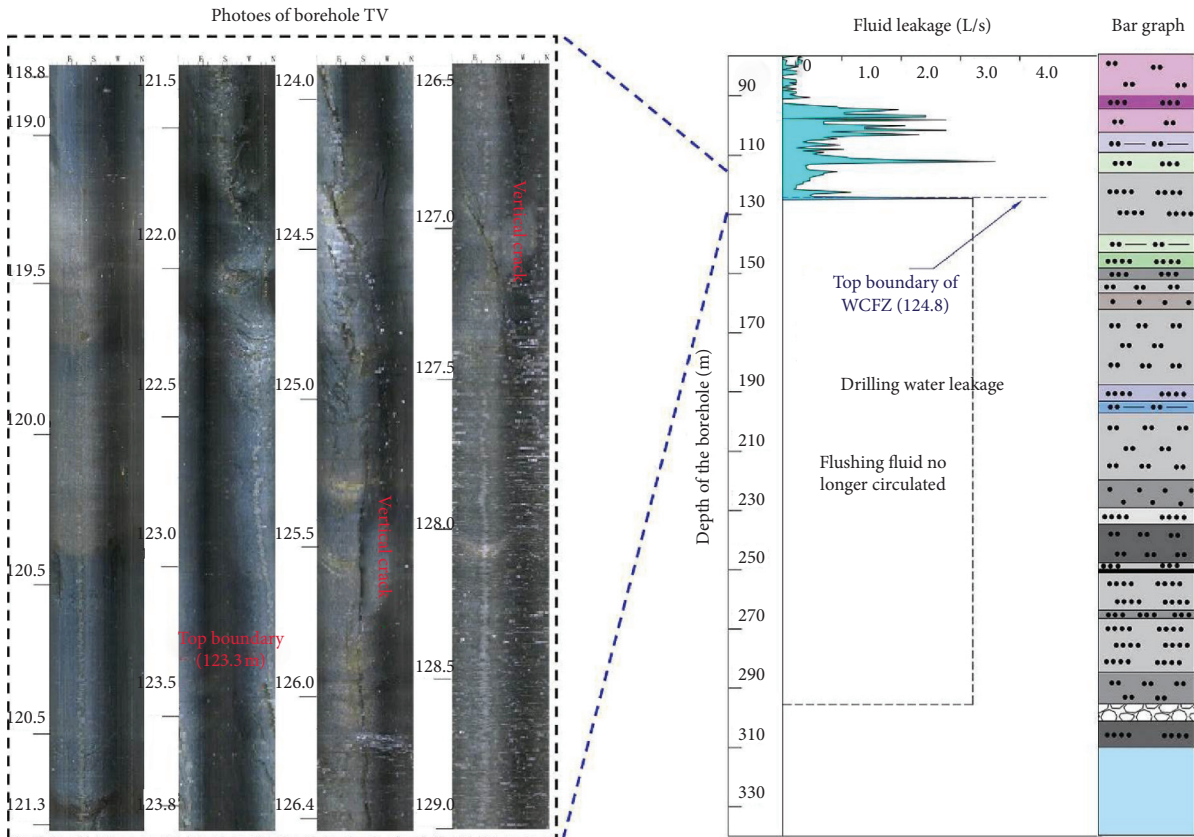 Photoes of borehole TV
E S W N
E S W N
E S W N
E S W N
118.8
119.0
119.5
120.0
120.5
120.5
121.3
121.5
122.0
122.5
123.0
Top boundary
(123.3 m)
123.5
123.8
124.0
124.5
125.0
125.5
Vertical crack
126.0
126.4
126.5
Vertical crack
127.0
127.5
128.0
128.5
129.0
Fluid leakage (L/s)
0 1.0 2.0 3.0 4.0
Depth of the borehole (m)
90
110
130
150
170
190
210
230
250
270
290
310
330
Top boundary of
WCFZ (124.8)
Drilling water leakage
Flushing fluid no
longer circulated
Bar graph